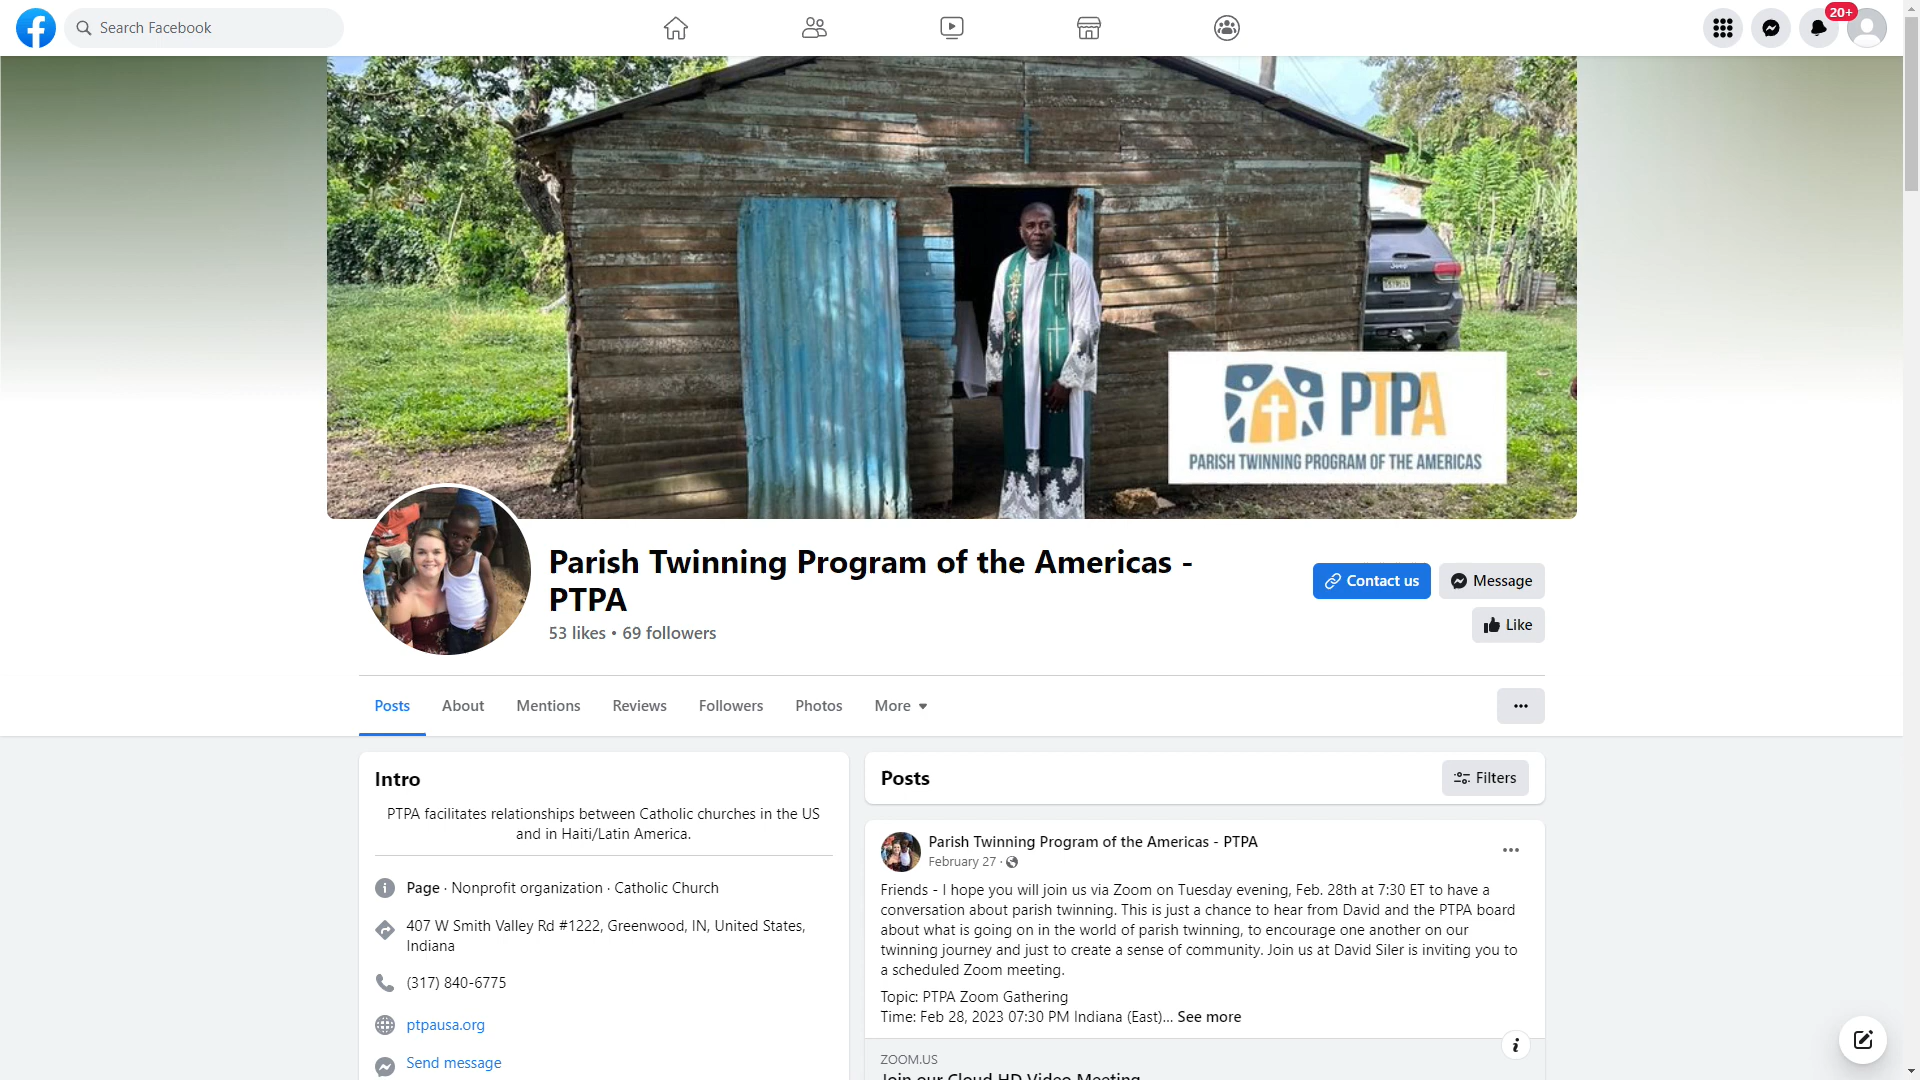 Search Facebook
20+
PTPA
PARISH TWINNING PROGRAM OF THE AMERICAS
Parish Twinning Program of the Americas -
PTPA
53 likes • 69 followers
Contact us
Message
Like
Posts
About
Mentions
Reviews
Followers
Photos
More
Intro
PTPA facilitates relationships between Catholic churches in the US
and in Haiti/Latin America.
Page · Nonprofit organization · Catholic Church
407 W Smith Valley Rd #1222, Greenwood, IN, United States,
Indiana
(317) 840-6775
ptpausa.org
Send message
Posts
Filters
Parish Twinning Program of the Americas - PTPA
February 27 ·
Friends - I hope you will join us via Zoom on Tuesday evening, Feb. 28th at 7:30 ET to have a
conversation about parish twinning. This is just a chance to hear from David and the PTPA board
about what is going on in the world of parish twinning, to encourage one another on our
twinning journey and just to create a sense of community. Join us at David Siler is inviting you to
a scheduled Zoom meeting.
Topic: PTPA Zoom Gathering
Time: Feb 28, 2023 07:30 PM Indiana (East)... See more
ZOOM.US
Join our Cloud HD Video Meeting